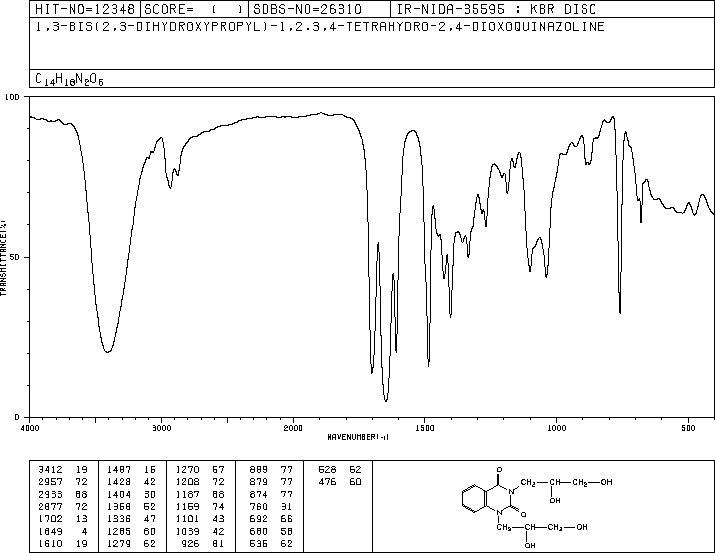 HIT-NO=12348 SCORE= ( ) SDBS-NO=26310 IR-NIDA-35595 : KBR DISC
1,3-BIS(2,3-DIHYDROXYPROPYL)-1,2,3,4-TETRAHYDRO-2,4-DIOXOQUINAZOLINE
C14H18N2O6
100
50
0
TRANSMITTANCE(%)
4000 3000 2000 1500 1000 500
WAVENUMBER(-1)
3412 19 1487 16 1270 57 889 77 528 62
2957 72 1428 42 1208 72 879 77 476 60
2933 68 1404 30 1187 68 874 77
2877 72 1358 52 1159 74 760 31
1702 13 1336 47 1101 43 692 66
1649 4 1285 60 1039 42 680 58
1610 19 1279 62 926 81 536 62
O
N CH2 CH CH2 OH
OH
N O
CH2 CH CH2 OH
OH